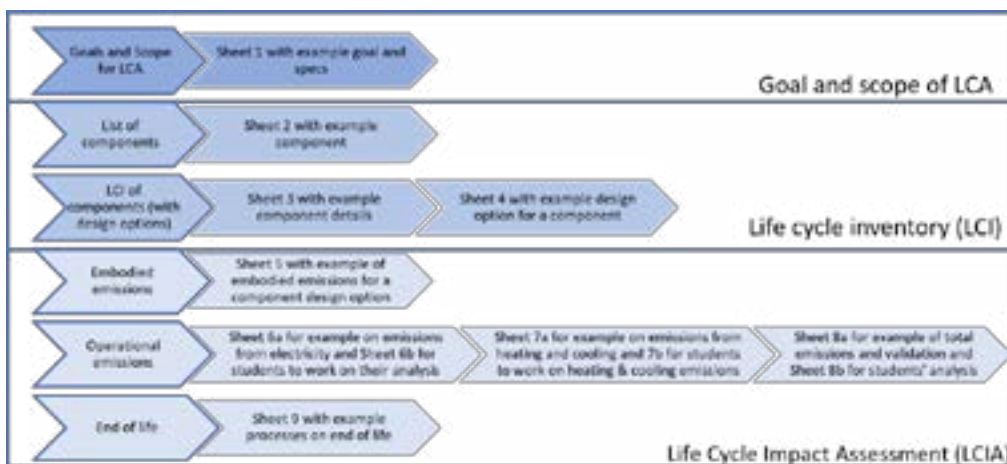 Goals and Scope
for LCA
Sheet 1 with example goal and
specs
Goal and scope of LCA
List of
components
Sheet 2 with example
component
LCI of
components (with
design options)
Sheet 3 with example
component details
Sheet 4 with example design
option for a component
Life cycle inventory (LCI)
Embodied
emissions
Sheet 5 with example of
embodied emissions for a
component design option
Operational
emissions
Sheet 6a for example on emissions
from electricity and Sheet 6b for
students to work on their analysis
Sheet 7a for example on emissions from
heating and cooling and 7b for students
to work on heating & cooling emissions
Sheet 8a for example of total
emissions and validation and
Sheet 8b for students' analysis
End of life
Sheet 9 with example
processes on end of life
Life Cycle Impact Assessment (LCIA)